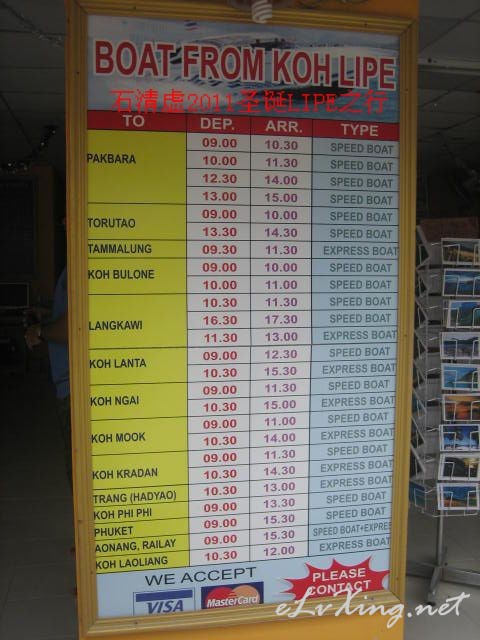 BOAT FROM KOH LIPE
石清虚2011圣诞LIPE之行
TO DEP. ARR. TYPE
PAKBARA 09.00 10.30 SPEED BOAT
10.00 11.30 SPEED BOAT
12.30 14.00 SPEED BOAT
13.00 15.00 SPEED BOAT
TORUTAO 09.00 10.00 SPEED BOAT
13.30 14.30 SPEED BOAT
TAMMALUNG 09.30 11.30 EXPRESS BOAT
KOH BULONE 09.00 10.00 SPEED BOAT
10.00 11.00 SPEED BOAT
LANGKAWI 10.30 11.30 SPEED BOAT
16.30 17.30 SPEED BOAT
11.30 13.00 EXPRESS BOAT
KOH LANTA 09.00 12.30 SPEED BOAT
10.30 15.30 EXPRESS BOAT
KOH NGAI 09.00 11.30 SPEED BOAT
10.30 15.00 EXPRESS BOAT
KOH MOOK 09.00 11.00 SPEED BOAT
10.30 14.00 EXPRESS BOAT
KOH KRADAN 09.00 11.30 SPEED BOAT
10.30 14.30 EXPRESS BOAT
TRANG (HADYAO) 10.30 13.00 EXPRESS BOAT
KOH PHI PHI 09.00 13.30 SPEED BOAT
PHUKET 09.00 15.30 SPEED BOAT
AONANG, RAILAY 09.00 15.30 SPEED BOAT+EXPRESS
KOH LAOLIANG 10.30 12.00 EXPRESS BOAT
WE ACCEPT
VISA MasterCard
PLEASE
CONTACT
eLvXing.net